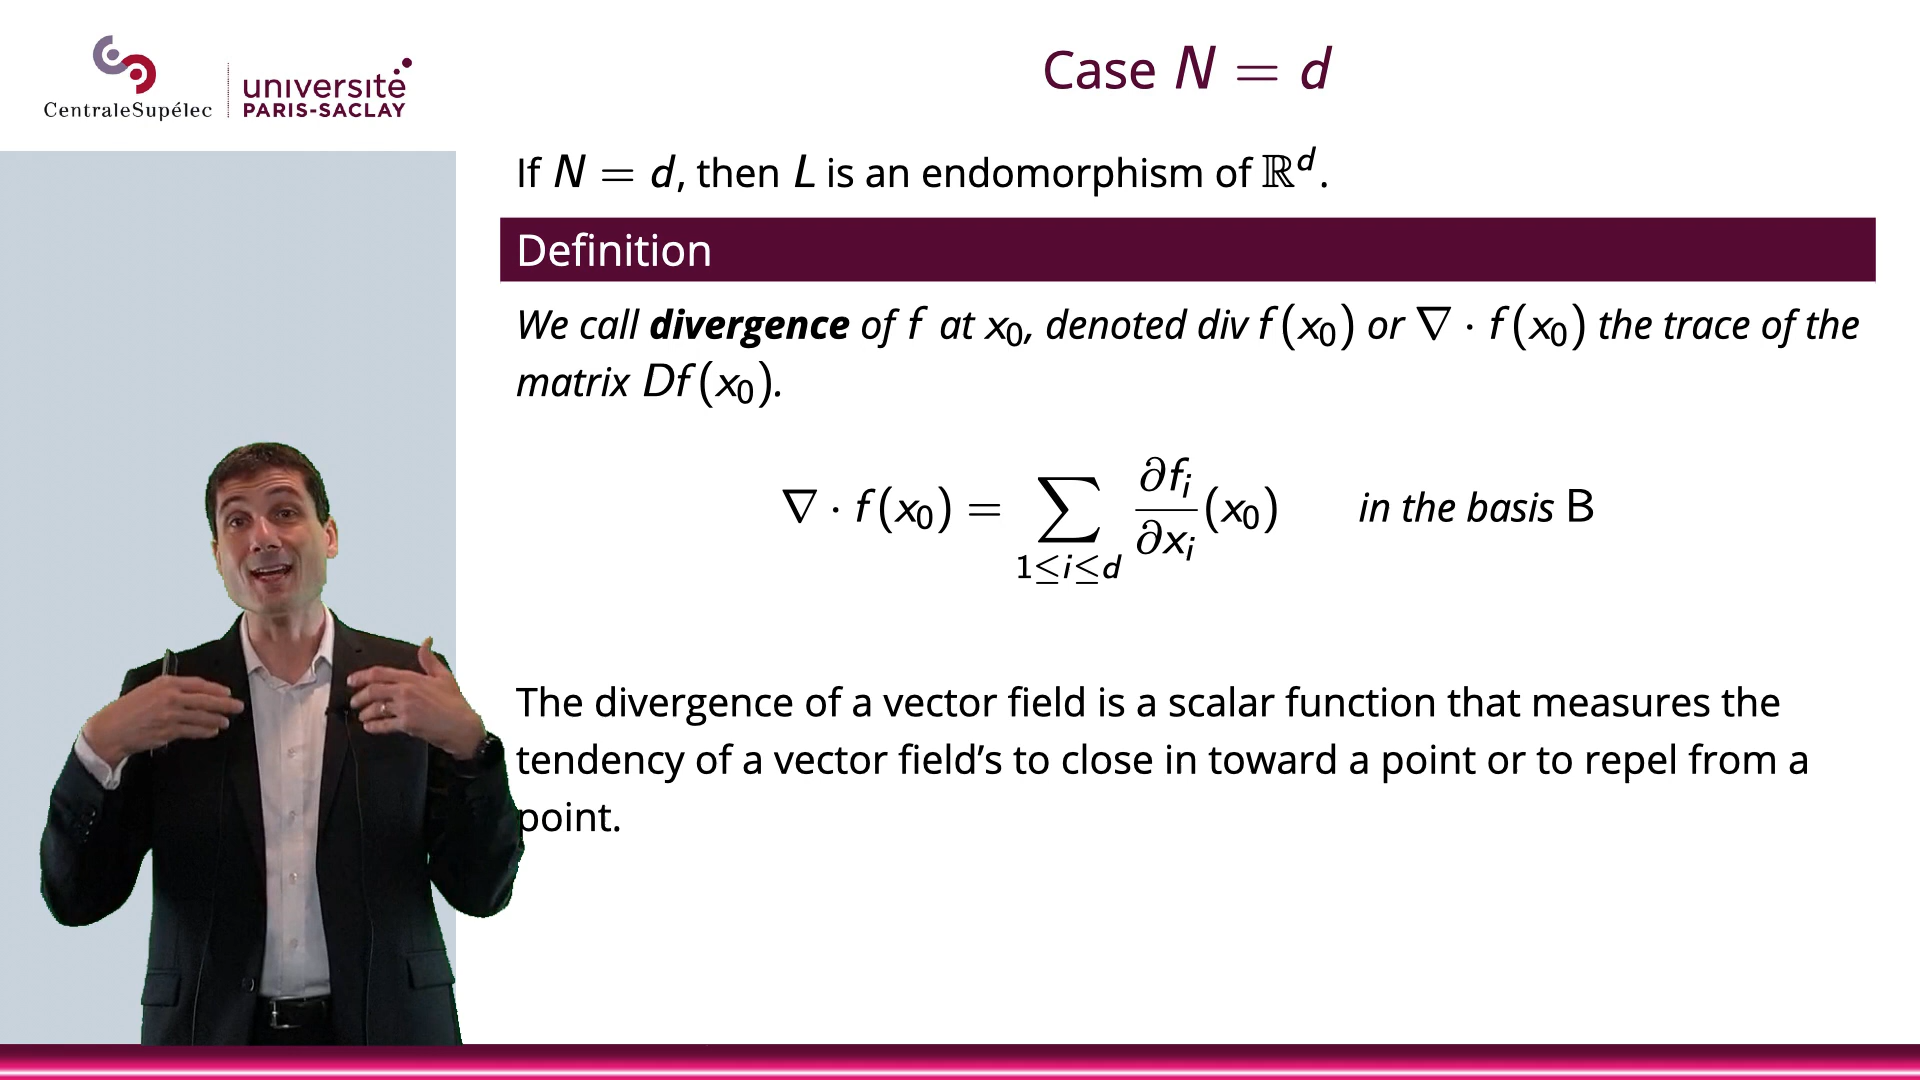 CentraleSupélec
université
PARIS-SACLAY
Case N = d
If N = d, then L is an endomorphism of ℝᵈ.
Definition
We call divergence of f at x₀, denoted div f(x₀) or ∇ · f(x₀) the trace of the
matrix Df(x₀).
∇ · f(x₀) = ∑_{1≤i≤d} ∂fᵢ/∂xᵢ (x₀) in the basis B
The divergence of a vector field is a scalar function that measures the
tendency of a vector field’s to close in toward a point or to repel from a
point.